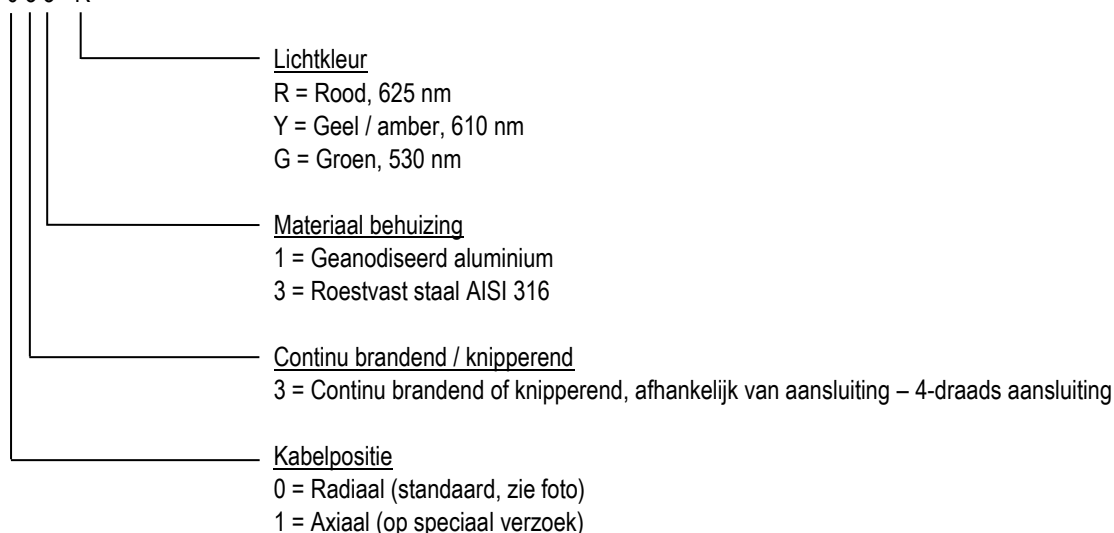 Lichtkleur
R = Rood, 625 nm
Y = Geel / amber, 610 nm
G = Groen, 530 nm
Materiaal behuizing
1 = Geanodiseerd aluminium
3 = Roestvast staal AISI 316
Continu brandend / knipperend
3 = Continu brandend of knipperend, afhankelijk van aansluiting – 4-draads aansluiting
Kabelpositie
0 = Radiaal (standaard, zie foto)
1 = Axiaal (op speciaal verzoek)